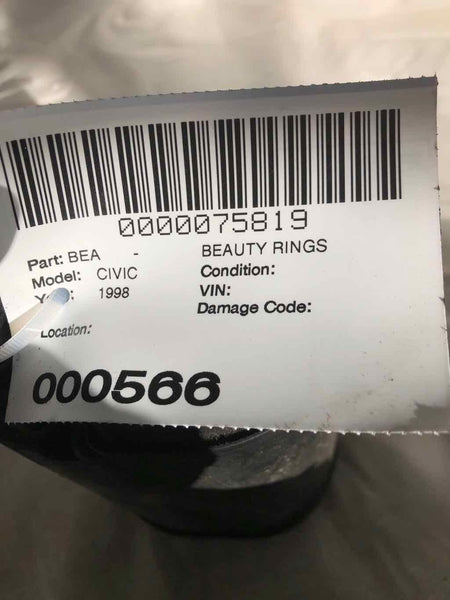 0000075819
Part: BEA - BEAUTY RINGS
Model: CIVIC Condition:
1998 VIN:
Damage Code:
Location:
000566